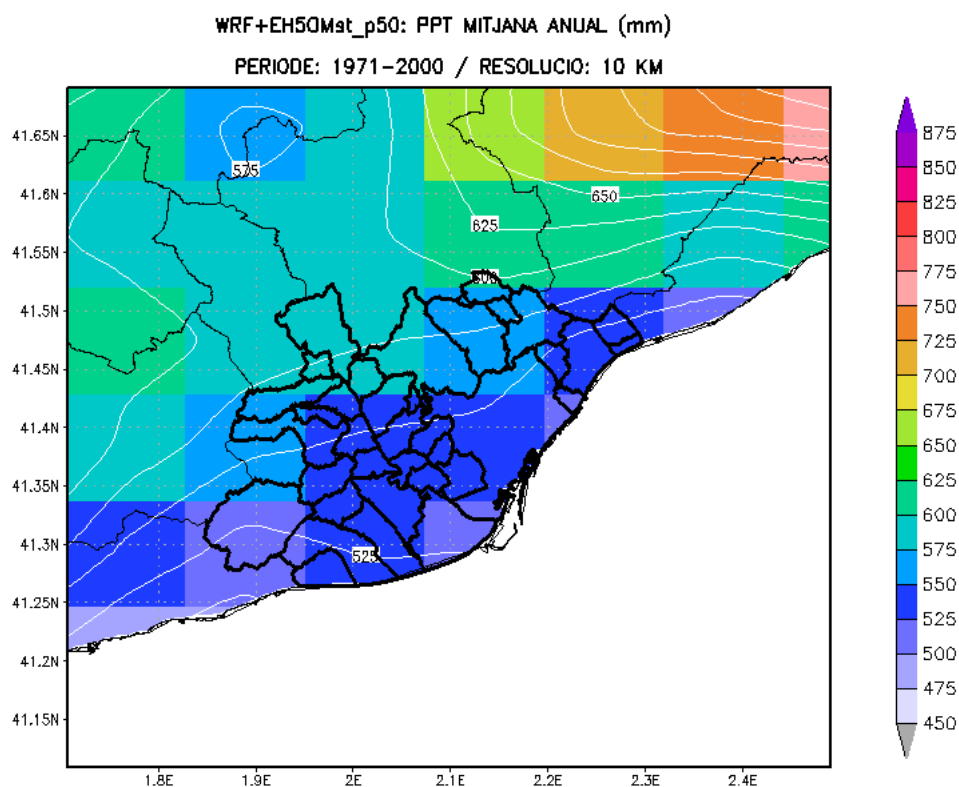 WRF+EH50Mst_p50: PPT MITJANA ANUAL (mm)
PERIODE: 1971-2000 / RESOLUCIO: 10 KM
41.65N
41.6N
41.55N
41.5N
41.45N
41.4N
41.35N
41.3N
41.25N
41.2N
41.15N
1.8E 1.9E 2E 2.1E 2.2E 2.3E 2.4E
575
650
625
600
525
875
850
825
800
775
750
725
700
675
650
625
600
575
550
525
500
475
450